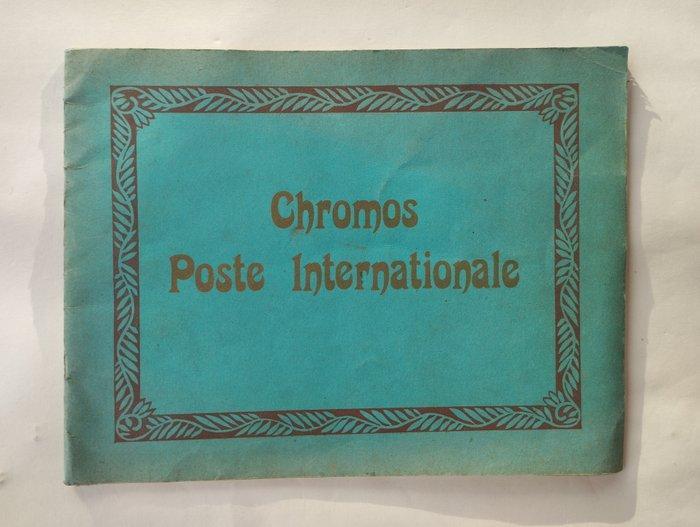 Chromos
Poste Internationale